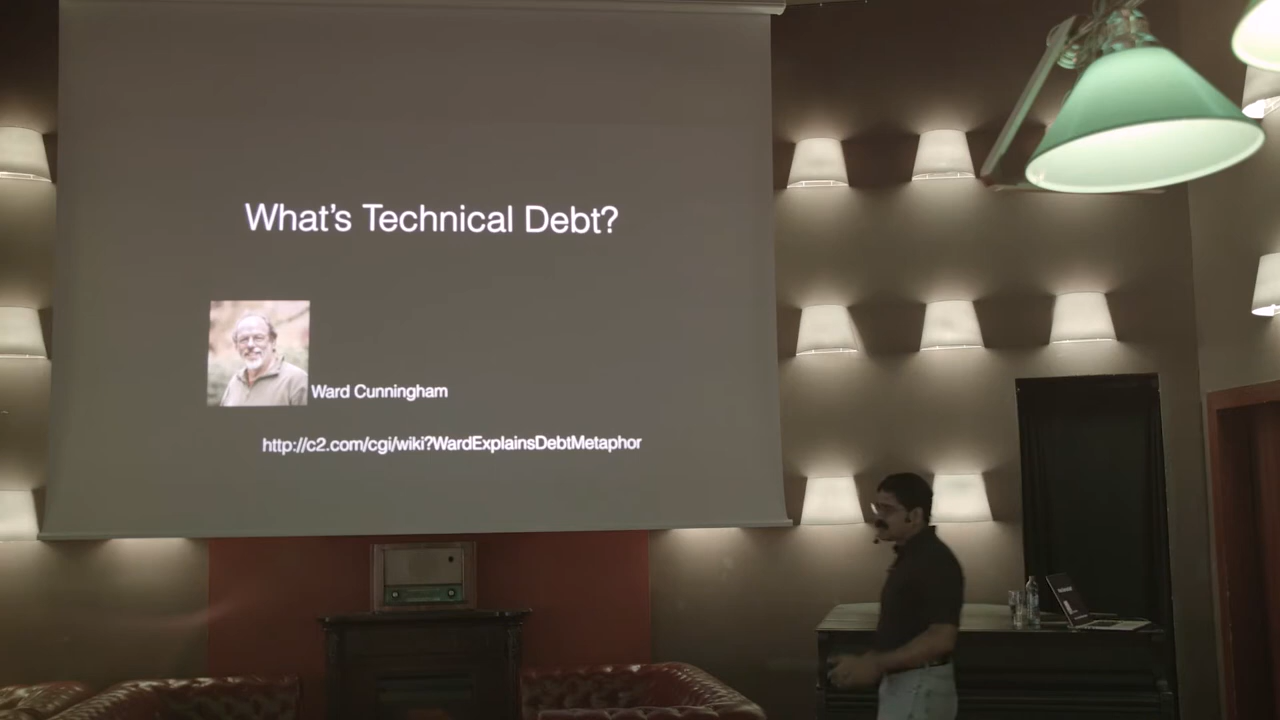 What's Technical Debt?
Ward Cunningham
http://c2.com/cgi/wiki?WardExplainsDebtMetaphor